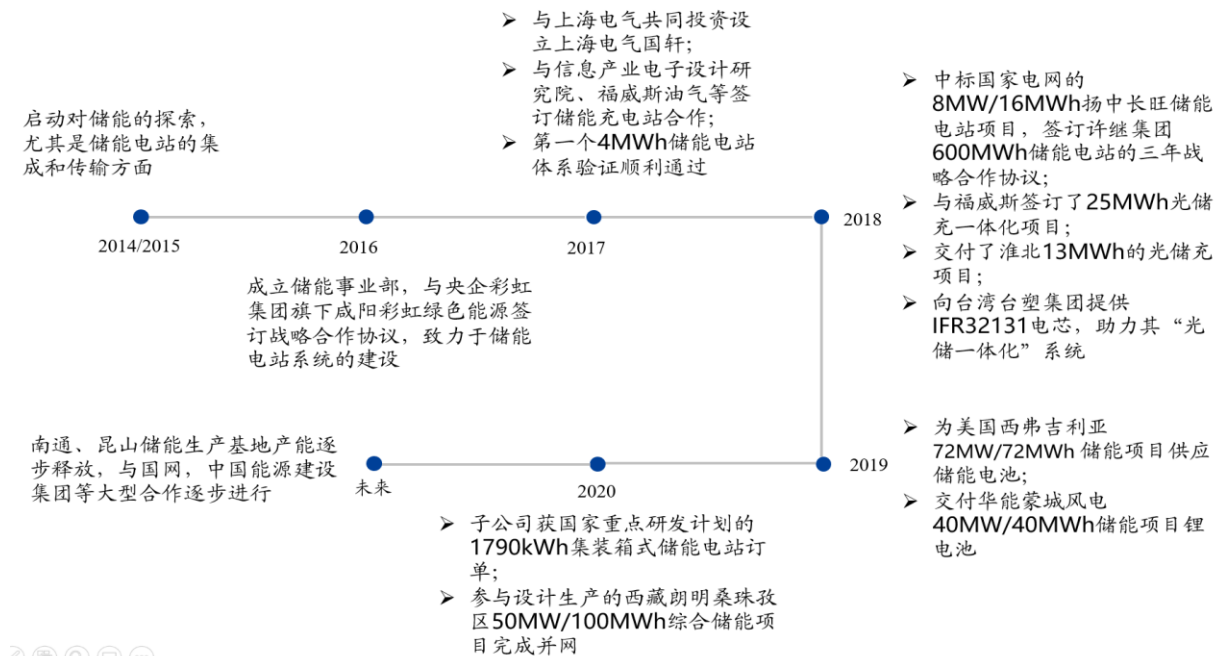 启动对储能的探索，
尤其是储能电站的集
成和传输方面
2014/2015
2016
成立储能事业部，与央企彩虹
集团旗下咸阳彩虹绿色能源签
订战略合作协议，致力于储能
电站系统的建设
➢ 与上海电气共同投资设
立上海电气国轩；
➢ 与信息产业电子设计研
究院、福威斯油气等签
订储能充电站合作；
➢ 第一个4MWh储能电站
体系验证顺利通过
2017
2018
➢ 中标国家电网的
8MW/16MWh扬中长旺储能
电站项目，签订许继集团
600MWh储能电站的三年战
略合作协议；
➢ 与福威斯签订了25MWh光储
充一体化项目；
➢ 交付了淮北13MWh的光储充
项目；
➢ 向台湾台塑集团提供
IFR32131电芯，助力其“光
储一体化”系统
2019
➢ 为美国西弗吉利亚
72MW/72MWh 储能项目供应
储能电池；
➢ 交付华能蒙城风电
40MW/40MWh储能项目锂
电池
2020
➢ 子公司获国家重点研发计划的
1790kWh集装箱式储能电站订
单；
➢ 参与设计生产的西藏朗明桑珠孜
区50MW/100MWh综合储能项
目完成并网
未来
南通、昆山储能生产基地产能逐
步释放，与国网，中国能源建设
集团等大型合作逐步进行